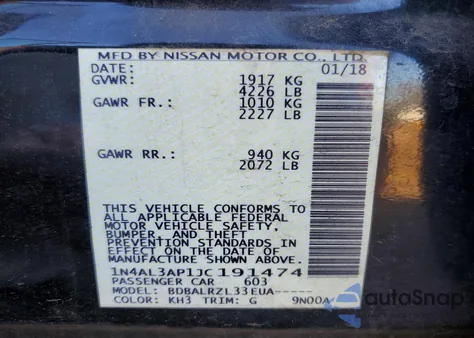 MFD BY NISSAN MOTOR CO., LTD.
DATE: 01/18
GVWR: 1917 KG
4226 LB
GAWR FR.: 1010 KG
2227 LB
GAWR RR.: 940 KG
2072 LB
THIS VEHICLE CONFORMS TO
ALL APPLICABLE FEDERAL
MOTOR VEHICLE SAFETY,
BUMPER, AND THEFT
PREVENTION STANDARDS
IN EFFECT ON THE DATE OF
MANUFACTURE SHOWN ABOVE.
1N4AL3AP1JC191474
PASSENGER CAR 603
MODEL: BDBALRZL33EUA-----
COLOR: KH3 TRIM: G 9N00A
autoSnap